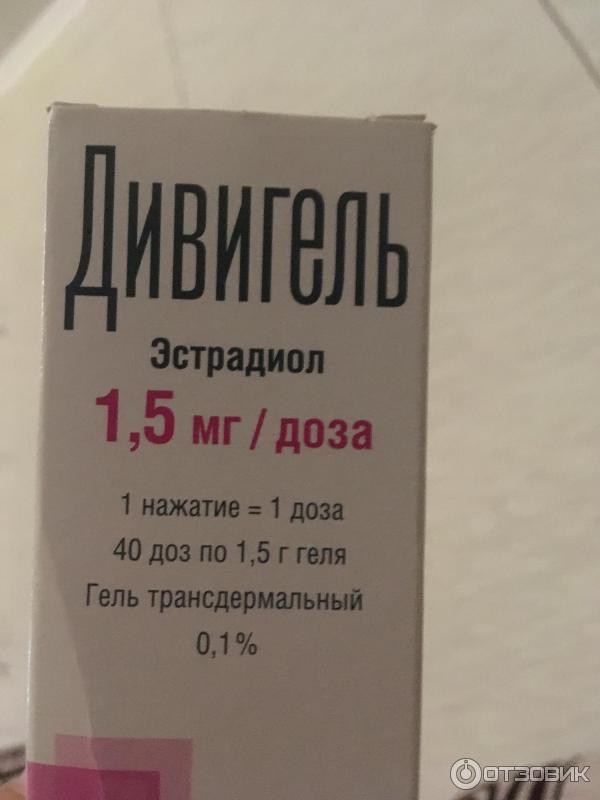 Дивигель
Эстрадиол
1,5 мг / доза
1 нажатие = 1 доза
40 доз по 1,5 г геля
Гель трансдермальный
0,1%
ОТЗОВИК